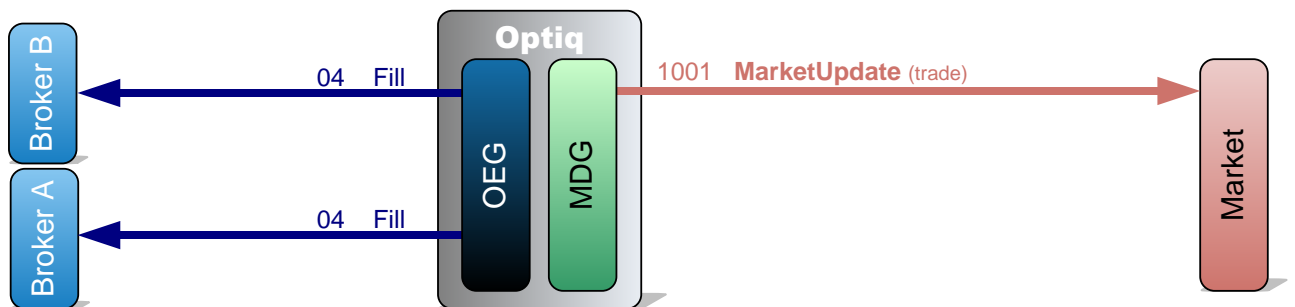 Optiq
Broker B
04 Fill
OEG
MDG
1001 MarketUpdate (trade)
Market
Broker A
04 Fill